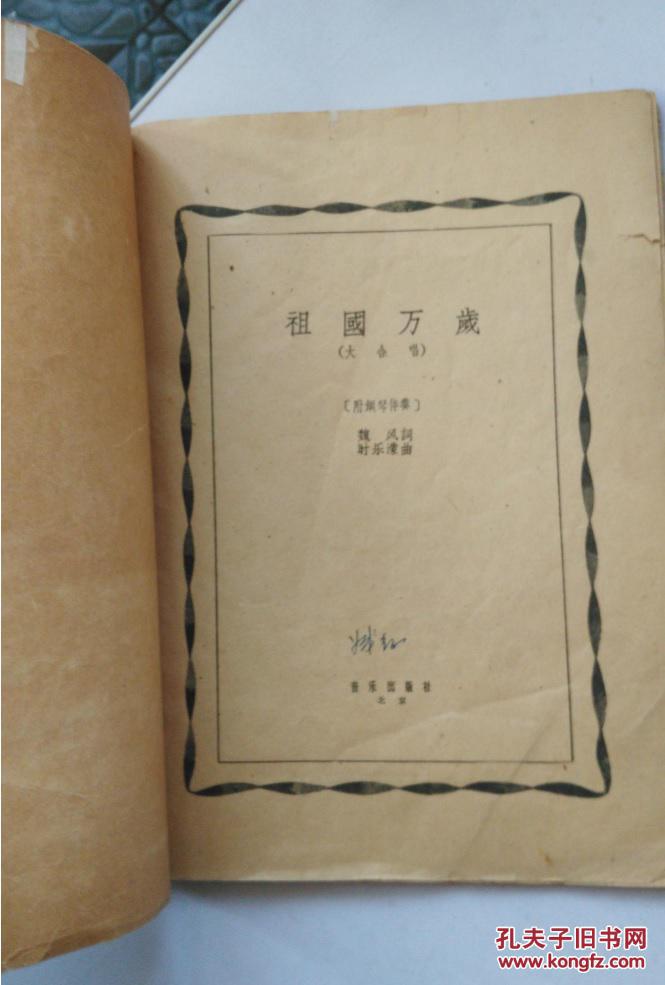 祖國万歲
(大合唱)
〔附鋼琴伴奏〕
魏风詞
时乐濛曲
音乐出版社
北京
孔夫子旧书网
www.kongfz.com